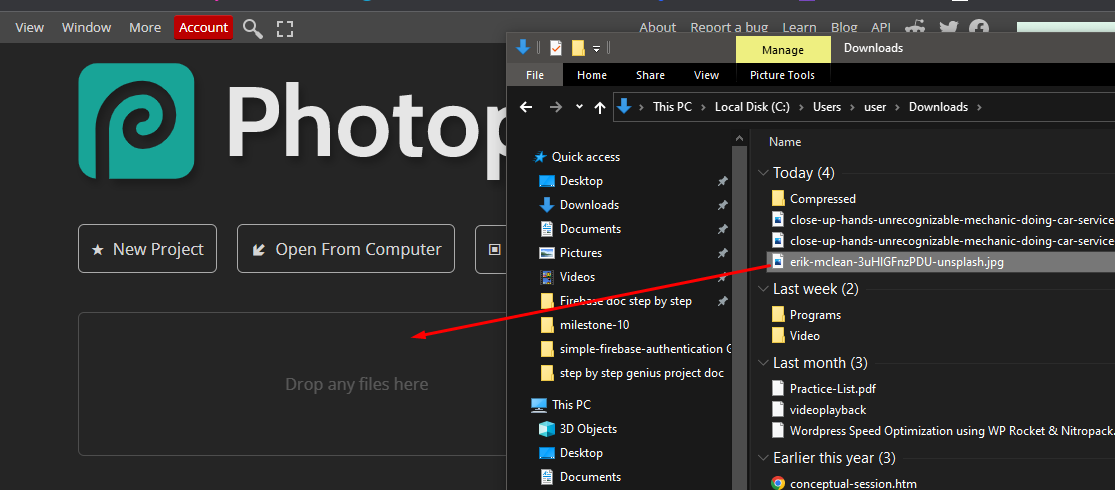 View Window More Account
About Report a bug Learn Blog API
Photop
New Project
Open From Computer
Drop any files here
Manage
Downloads
File
Home
Share
View
Picture Tools
This PC
Local Disk (C:)
Users
user
Downloads
Quick access
Desktop
Downloads
Documents
Pictures
Videos
Firebase doc step by step
milestone-10
simple-firebase-authentication G
step by step genius project doc
This PC
3D Objects
Desktop
Documents
Name
Today (4)
Compressed
close-up-hands-unrecognizable-mechanic-doing-car-service
close-up-hands-unrecognizable-mechanic-doing-car-service
erik-mclean-3uHIGFnzPDU-unsplash.jpg
Last week (2)
Programs
Video
Last month (3)
Practice-List.pdf
videoplayback
Wordpress Speed Optimization using WP Rocket & Nitropack.
Earlier this year (3)
conceptual-session.htm